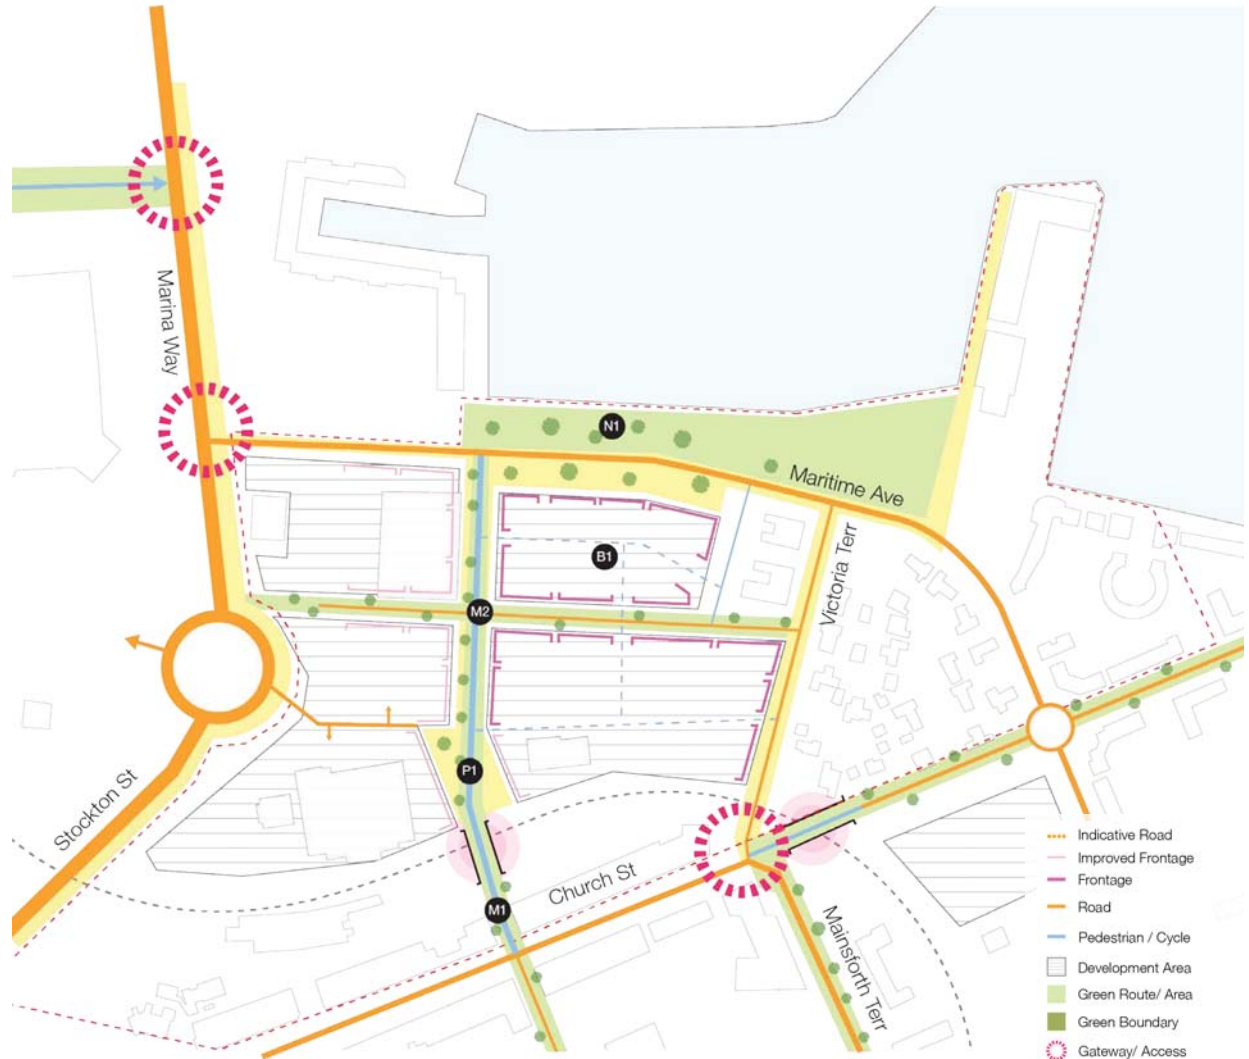 Marina Way
N1
Maritime Ave
B1
Victoria Terr
M2
P1
Stockton St
Church St
M1
Mainsforth Terr
Indicative Road
Improved Frontage
Frontage
Road
Pedestrian / Cycle
Development Area
Green Route/ Area
Green Boundary
Gateway/ Access